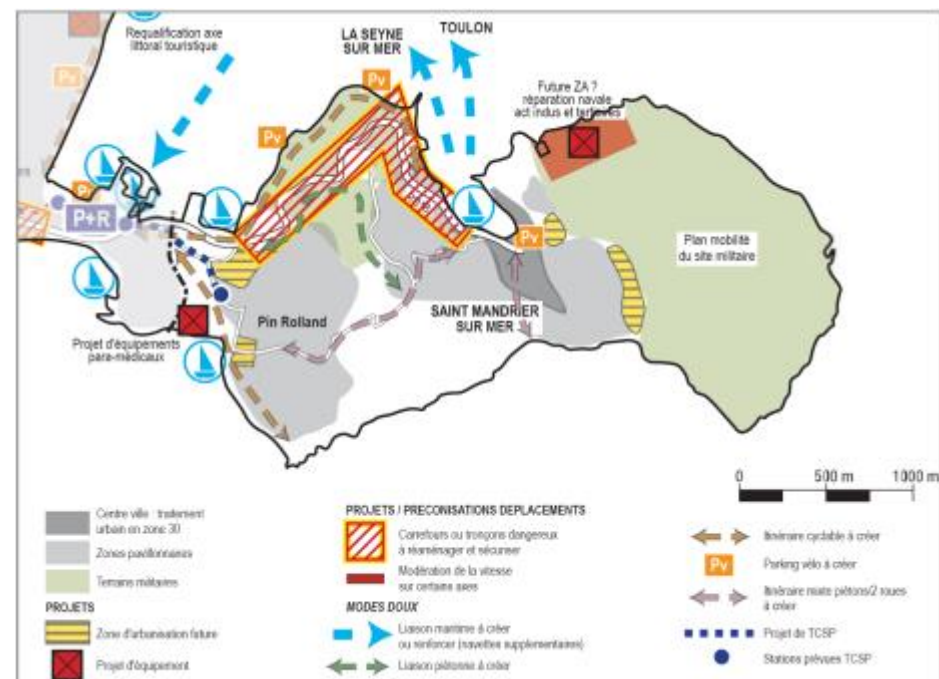 Requalification axe
littoral touristique
LA SEYNE
SUR MER
TOULON
Future ZA ?
réparation navale
act indus et tertiaires
Pv
Pv
Pv
Pv
P+R
Pv
Plan mobilité
du site militaire
Pin Rolland
SAINT MANDRIER
SUR MER
Projet d'équipements
para-médicaux
0 500 m 1000 m
Centre ville : traitement
urbain en zone 30
Zones pavillonnaires
Terrains militaires
PROJETS
Zone d'urbanisation future
Projet d'équipement
PROJETS / PRECONISATIONS DEPLACEMENTS
Carrefours ou tronçons dangereux
à réaménager et sécuriser
Modération de la vitesse
sur certains axes
MODES DOUX
Liaison maritime à créer
ou renforcer (navettes supplémentaires)
Liaison piétonne à créer
Itinéraire cyclable à créer
Pv
Parking vélo à créer
Itinéraire mixte piétons/2 roues
à créer
Projet de TCSP
Stations prévues TCSP